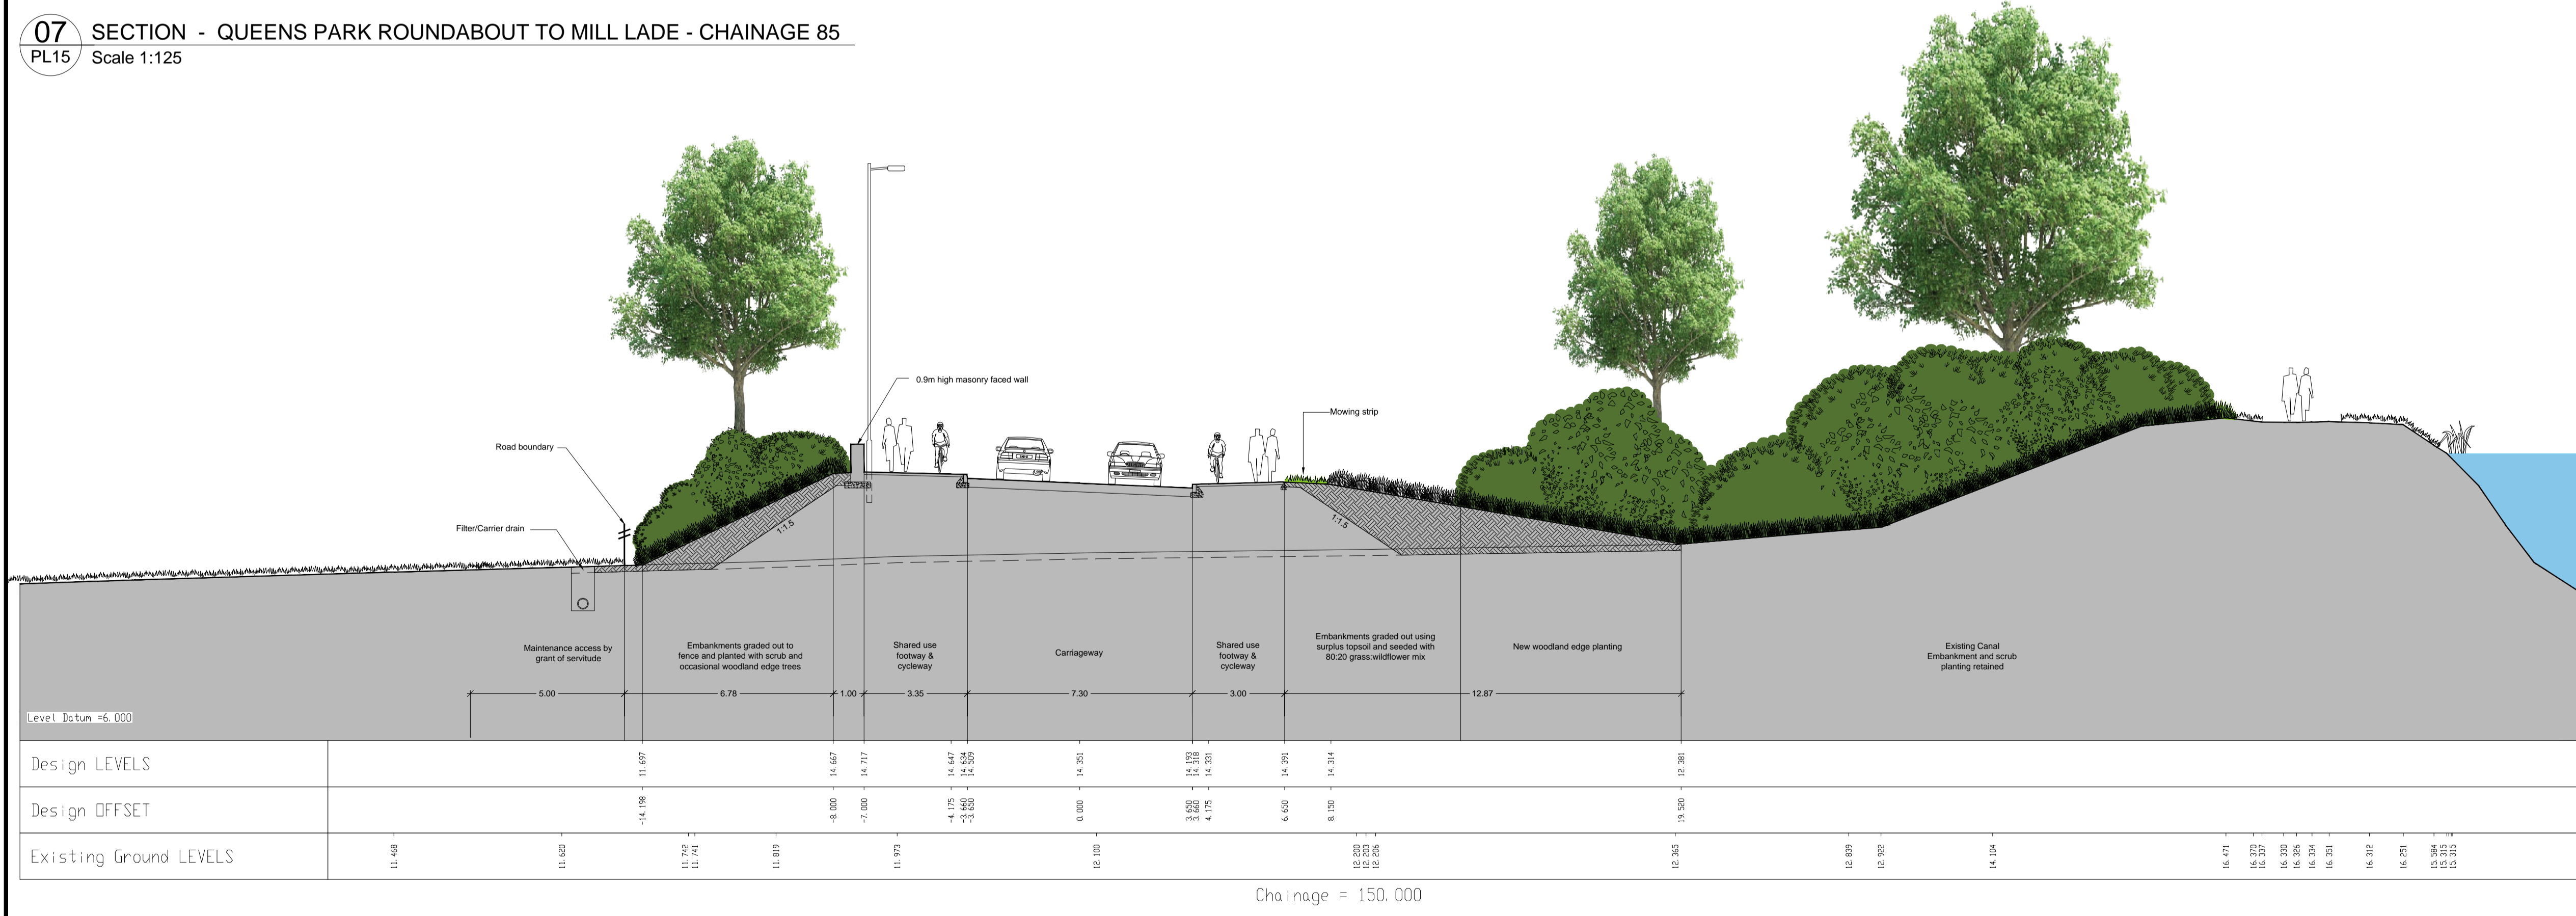 07
PL15
SECTION - QUEENS PARK ROUNDABOUT TO MILL LADE - CHAINAGE 85
Scale 1:125
0.9m high masonry faced wall
Mowing strip
Road boundary
Filter/Carrier drain
1:1.5
1:1.5
Maintenance access by
grant of servitude
Embankments graded out to
fence and planted with scrub and
occasional woodland edge trees
Shared use
footway &
cycleway
Carriageway
Shared use
footway &
cycleway
Embankments graded out using
surplus topsoil and seeded with
80:20 grass:wildflower mix
New woodland edge planting
Existing Canal
Embankment and scrub
planting retained
5.00 6.78 1.00 3.35 7.30 3.00 12.87
Level Datum =6.000
Design LEVELS 11.697 14.667 14.717 14.647 14.634 14.509 14.351 14.193 14.318 14.331 14.391 14.314 12.381
Design OFFSET -14.198 -8.000 -7.000 -4.175 -3.660 -3.650 0.000 3.650 3.660 4.175 6.650 8.150 19.520
Existing Ground LEVELS 11.468 11.620 11.742 11.741 11.819 11.973 12.100 12.200 12.203 12.206 12.365 12.839 12.922 14.104 16.471 16.370 16.337 16.330 16.326 16.334 16.351 16.312 16.251 15.584 15.315 15.315
Chainage = 150.000